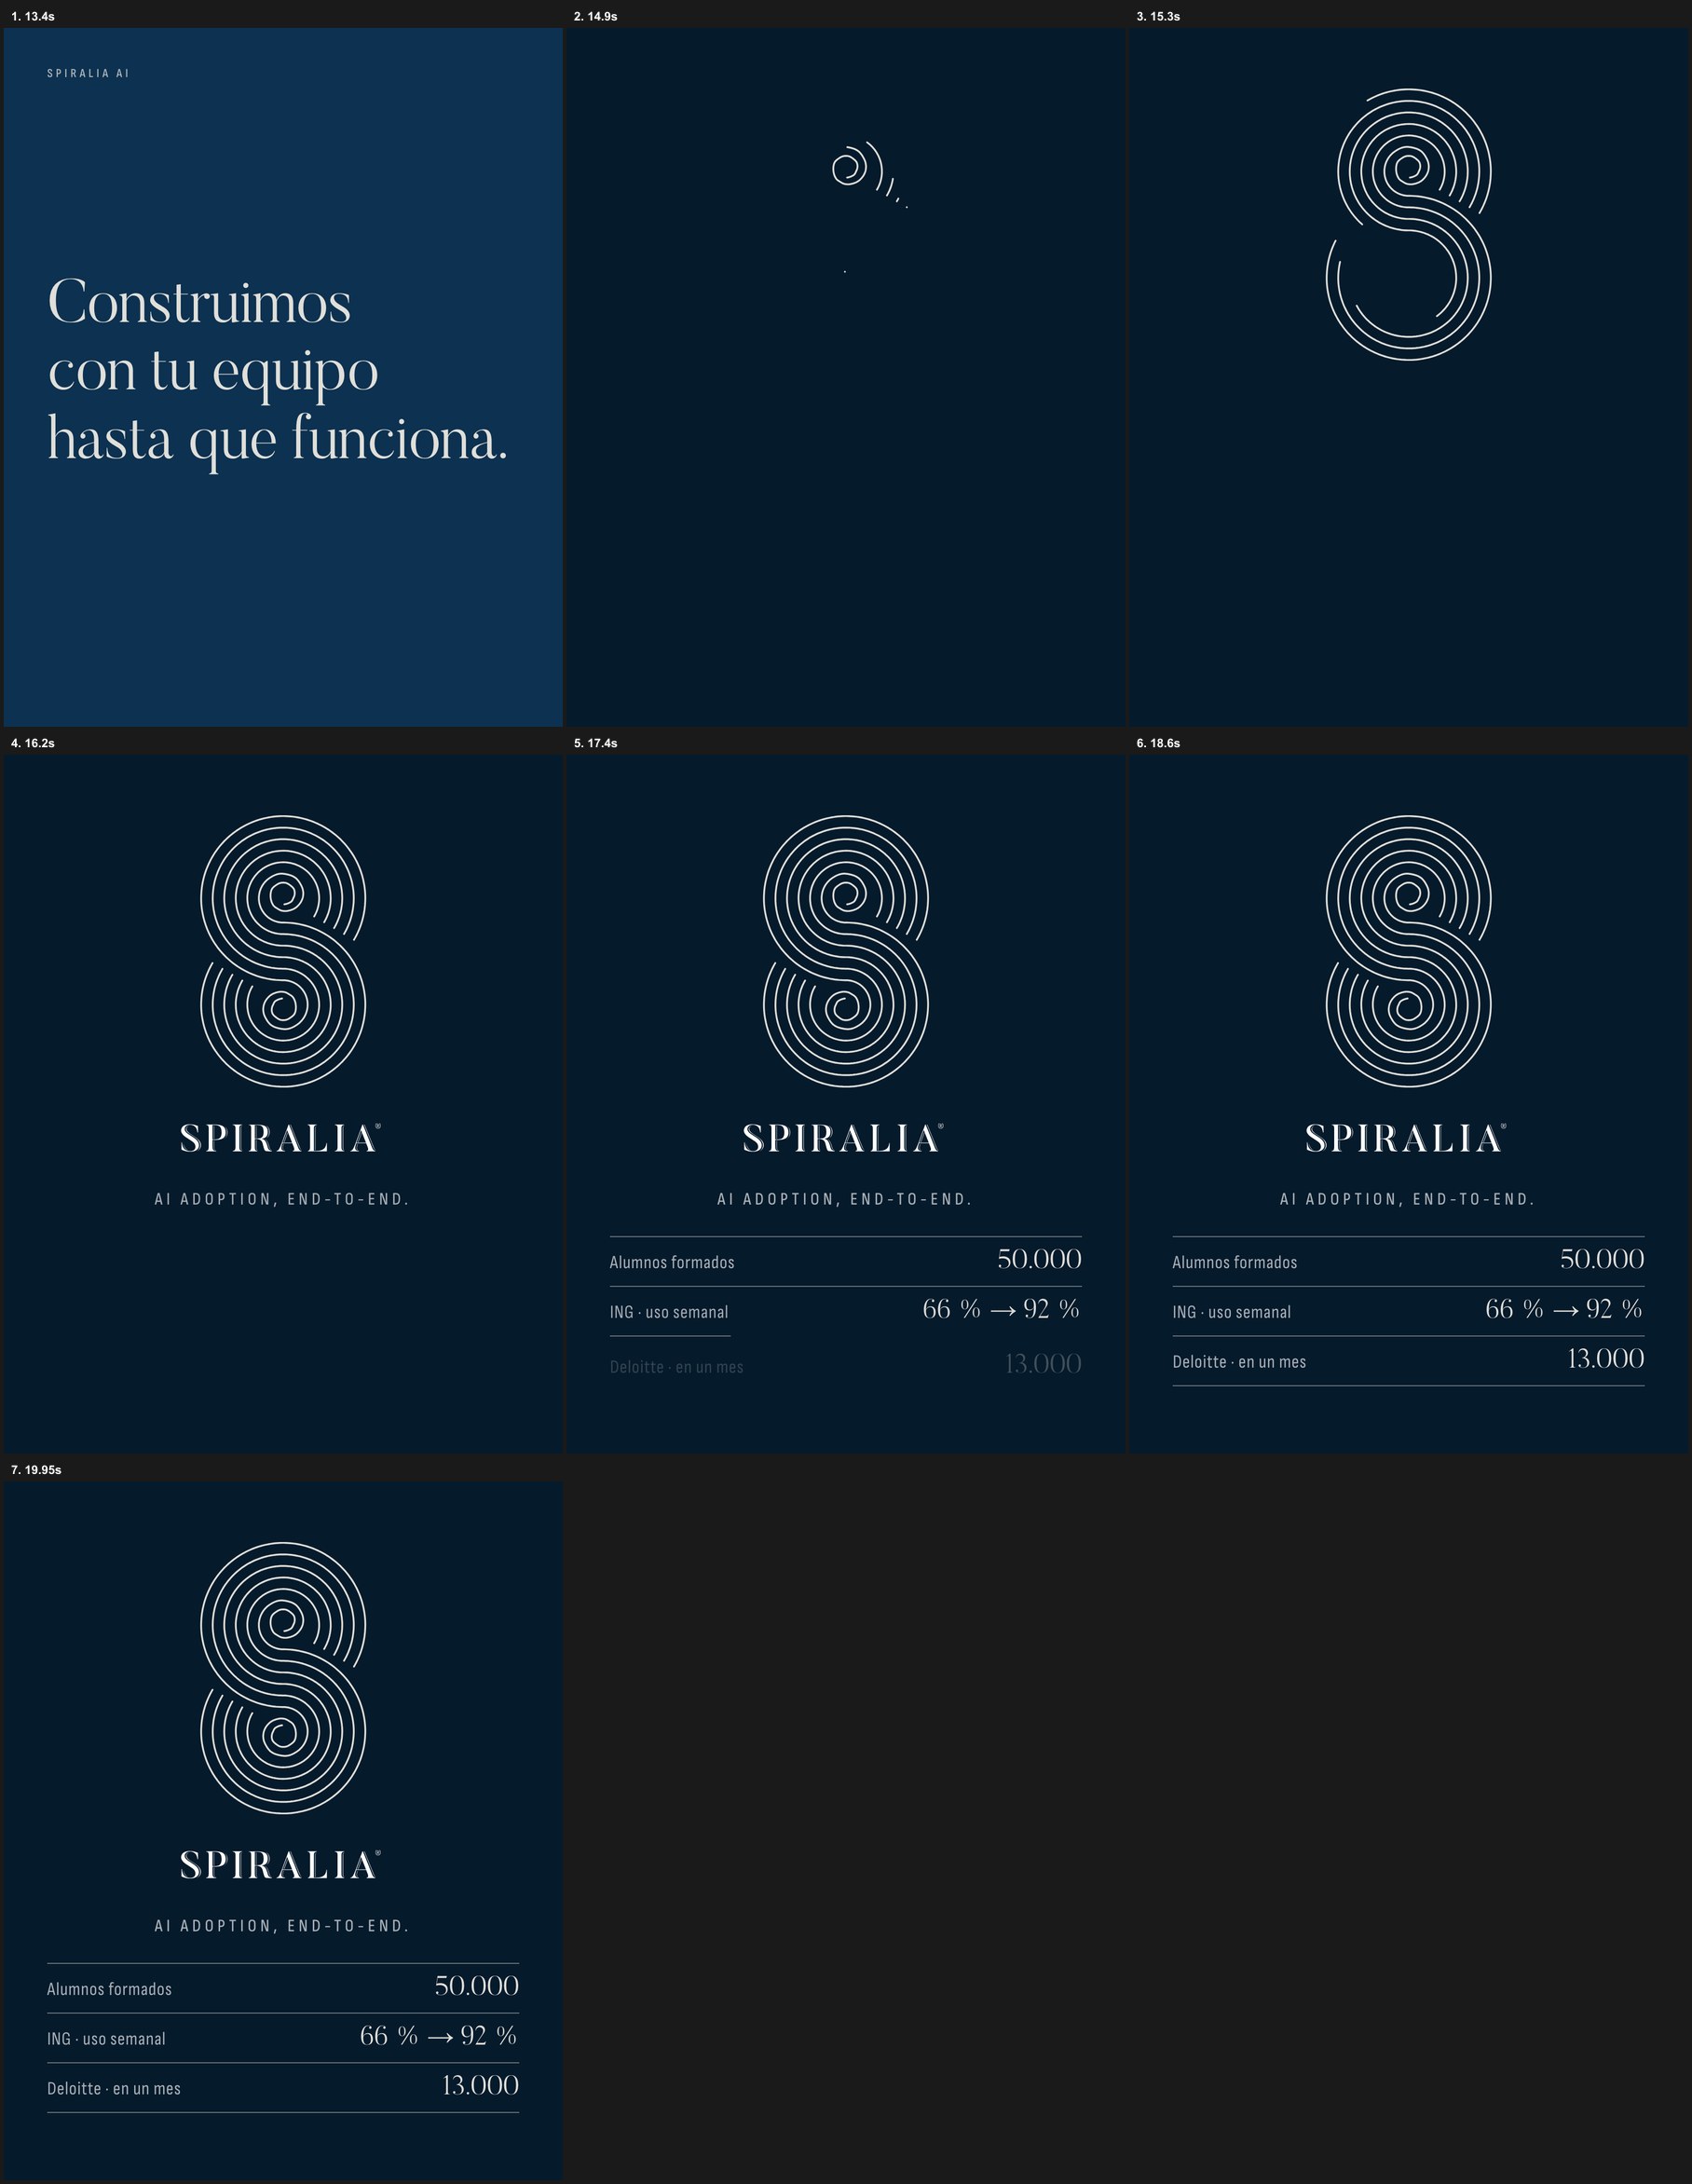 1. 13.4s
SPIRALIA AI
Construimos
con tu equipo
hasta que funciona.
2. 14.9s
3. 15.3s
4. 16.2s
SPIRALIA®
AI ADOPTION, END-TO-END.
5. 17.4s
SPIRALIA®
AI ADOPTION, END-TO-END.
Alumnos formados 50.000
ING · uso semanal 66 % → 92 %
Deloitte · en un mes 13.000
6. 18.6s
SPIRALIA®
AI ADOPTION, END-TO-END.
Alumnos formados 50.000
ING · uso semanal 66 % → 92 %
Deloitte · en un mes 13.000
7. 19.95s
SPIRALIA®
AI ADOPTION, END-TO-END.
Alumnos formados 50.000
ING · uso semanal 66 % → 92 %
Deloitte · en un mes 13.000